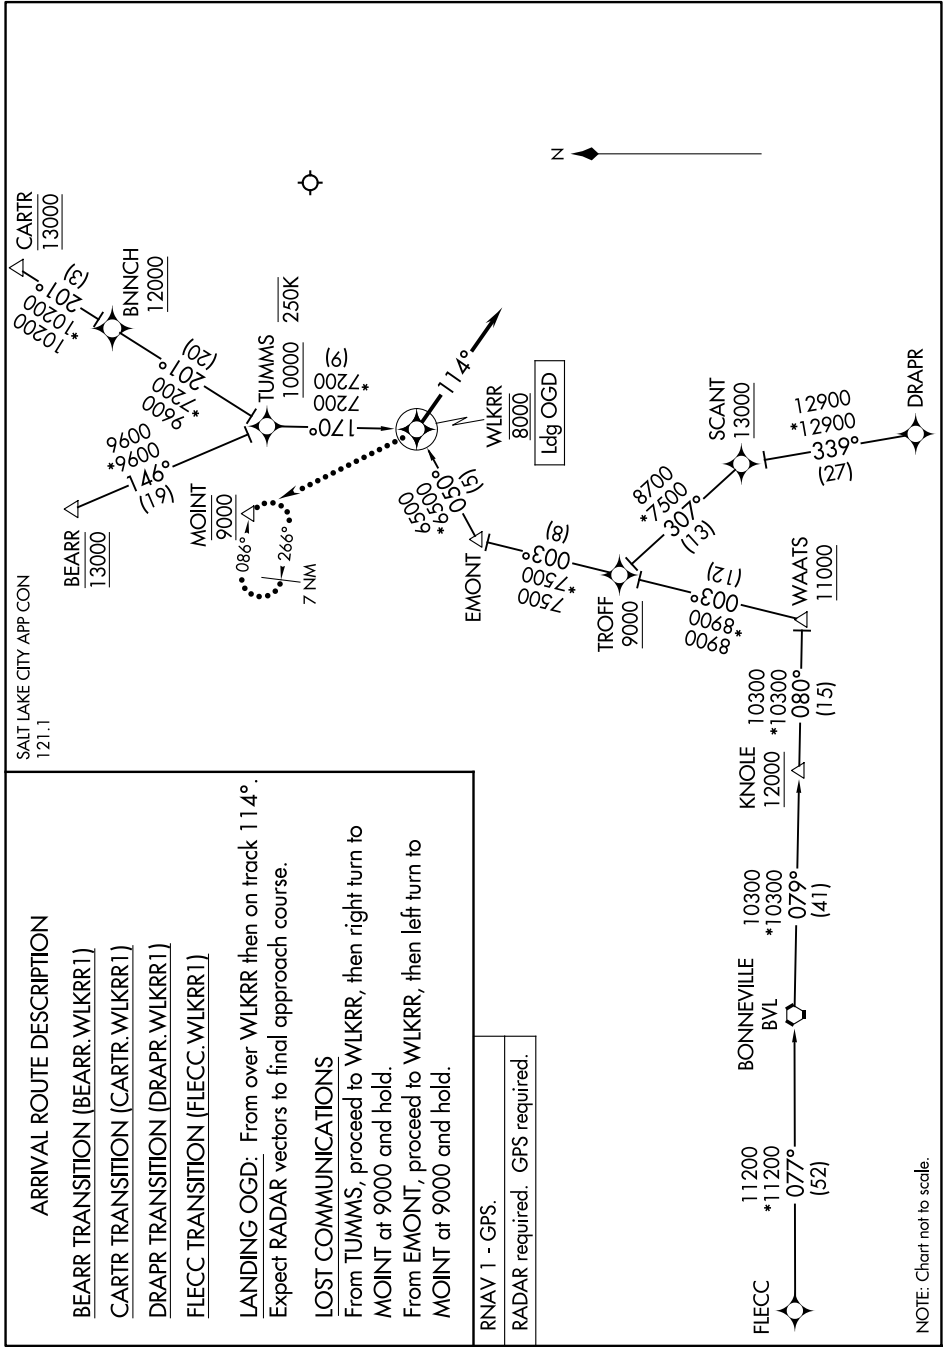 ARRIVAL ROUTE DESCRIPTION
BEARR TRANSITION (BEARR.WLKRR1)
CARTR TRANSITION (CARTR.WLKRR1)
DRAPR TRANSITION (DRAPR.WLKRR1)
FLECC TRANSITION (FLECC.WLKRR1)
LANDING OGD: From over WLKRR then on track 114°.
Expect RADAR vectors to final approach course.
LOST COMMUNICATIONS
From TUMMS, proceed to WLKRR, then right turn to
MOINT at 9000 and hold.
From EMONT, proceed to WLKRR, then left turn to
MOINT at 9000 and hold.
RNAV 1 - GPS.
RADAR required. GPS required.
SALT LAKE CITY APP CON
121.1
CARTR
13000
10200
*10200
201°
(3)
BNNCH
12000
9600
*7200
201°
(20)
BEARR
13000
9600
*9600
146°
(19)
TUMMS
10000
250K
7200
*7200
170°
(9)
MOINT
9000
086°
266°
7 NM
WLKRR
8000
Ldg OGD
114°
N
6500
*6500
050°
(5)
EMONT
7500
*7500
003°
(8)
TROFF
9000
8700
*7500
307°
(13)
SCANT
13000
12900
*12900
339°
(27)
DRAPR
8900
*8900
003°
(12)
WAATS
11000
10300
*10300
080°
(15)
KNOLE
12000
10300
*10300
079°
(41)
BONNEVILLE
BVL
11200
*11200
077°
(52)
FLECC
NOTE: Chart not to scale.